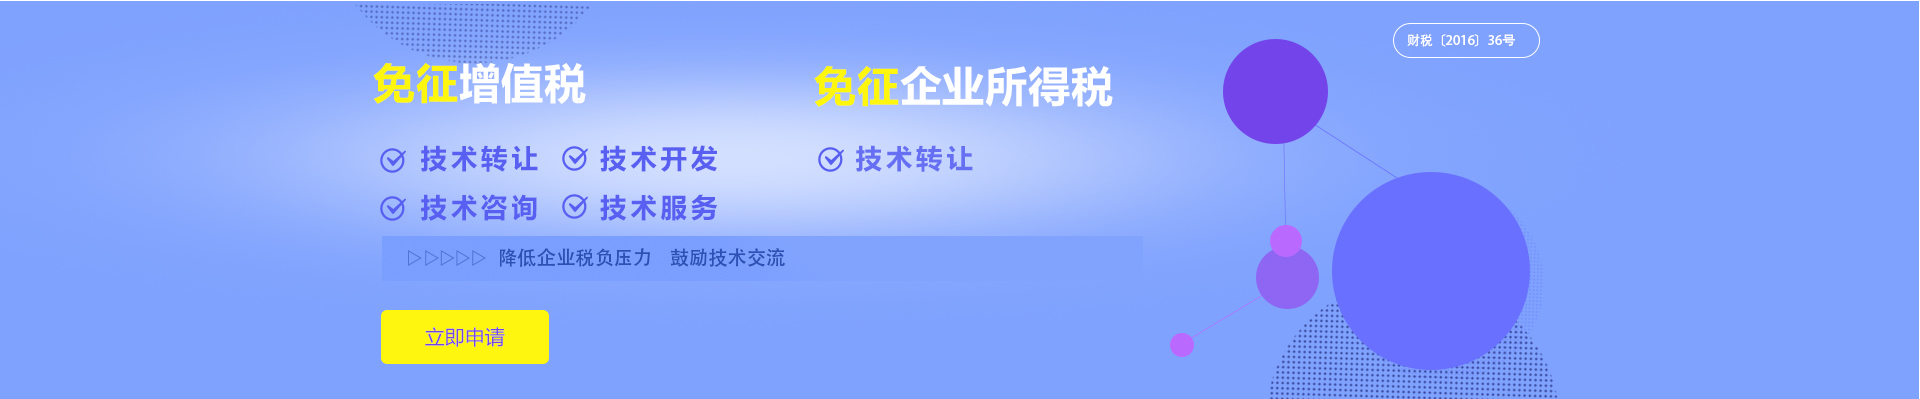 财税〔2016〕36号
免征增值税
免征企业所得税
技术转让 技术开发
技术转让
技术咨询 技术服务
降低企业税负压力 鼓励技术交流
立即申请